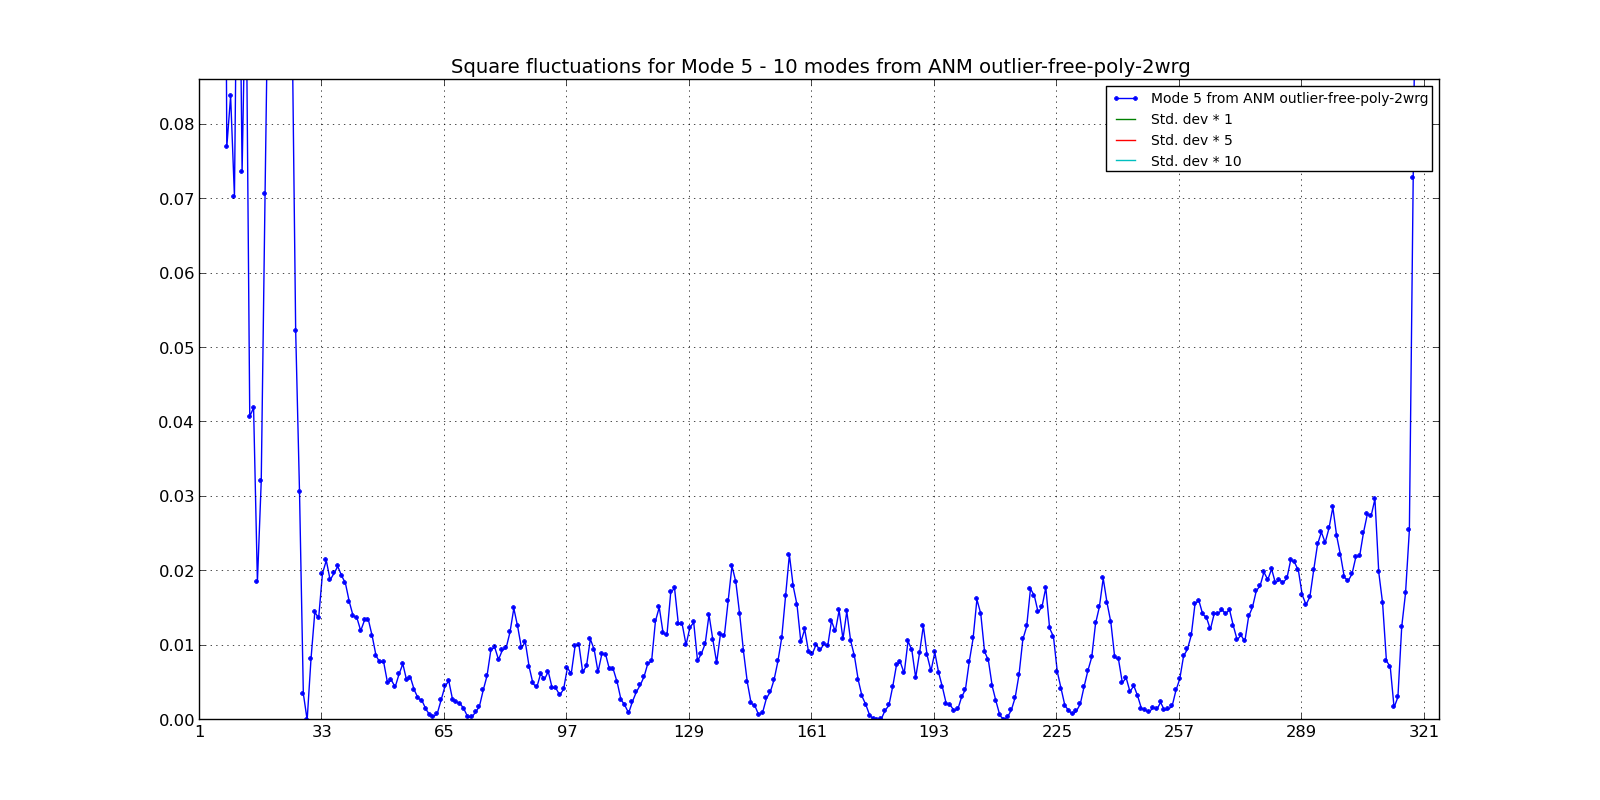 Square fluctuations for Mode 5 - 10 modes from ANM outlier-free-poly-2wrg
Mode 5 from ANM outlier-free-poly-2wrg
Std. dev * 1
Std. dev * 5
Std. dev * 10
0.08
0.07
0.06
0.05
0.04
0.03
0.02
0.01
0.00
1 33 65 97 129 161 193 225 257 289 321